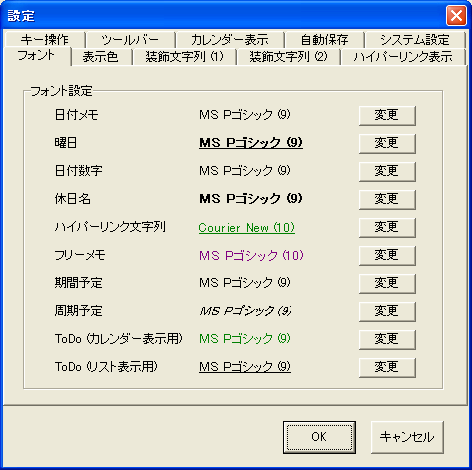 設定
キー操作 ツールバー カレンダー表示 自動保存 システム設定
フォント 表示色 装飾文字列 (1) 装飾文字列 (2) ハイパーリンク表示
フォント設定
日付メモ MS Pゴシック (9) 変更
曜日 MS Pゴシック (9) 変更
日付数字 MS Pゴシック (9) 変更
休日名 MS Pゴシック (9) 変更
ハイパーリンク文字列 Courier New (10) 変更
フリーメモ MS Pゴシック (10) 変更
期間予定 MS Pゴシック (9) 変更
周期予定 MS Pゴシック (9) 変更
ToDo (カレンダー表示用) MS Pゴシック (9) 変更
ToDo (リスト表示用) MS Pゴシック (9) 変更
OK キャンセル